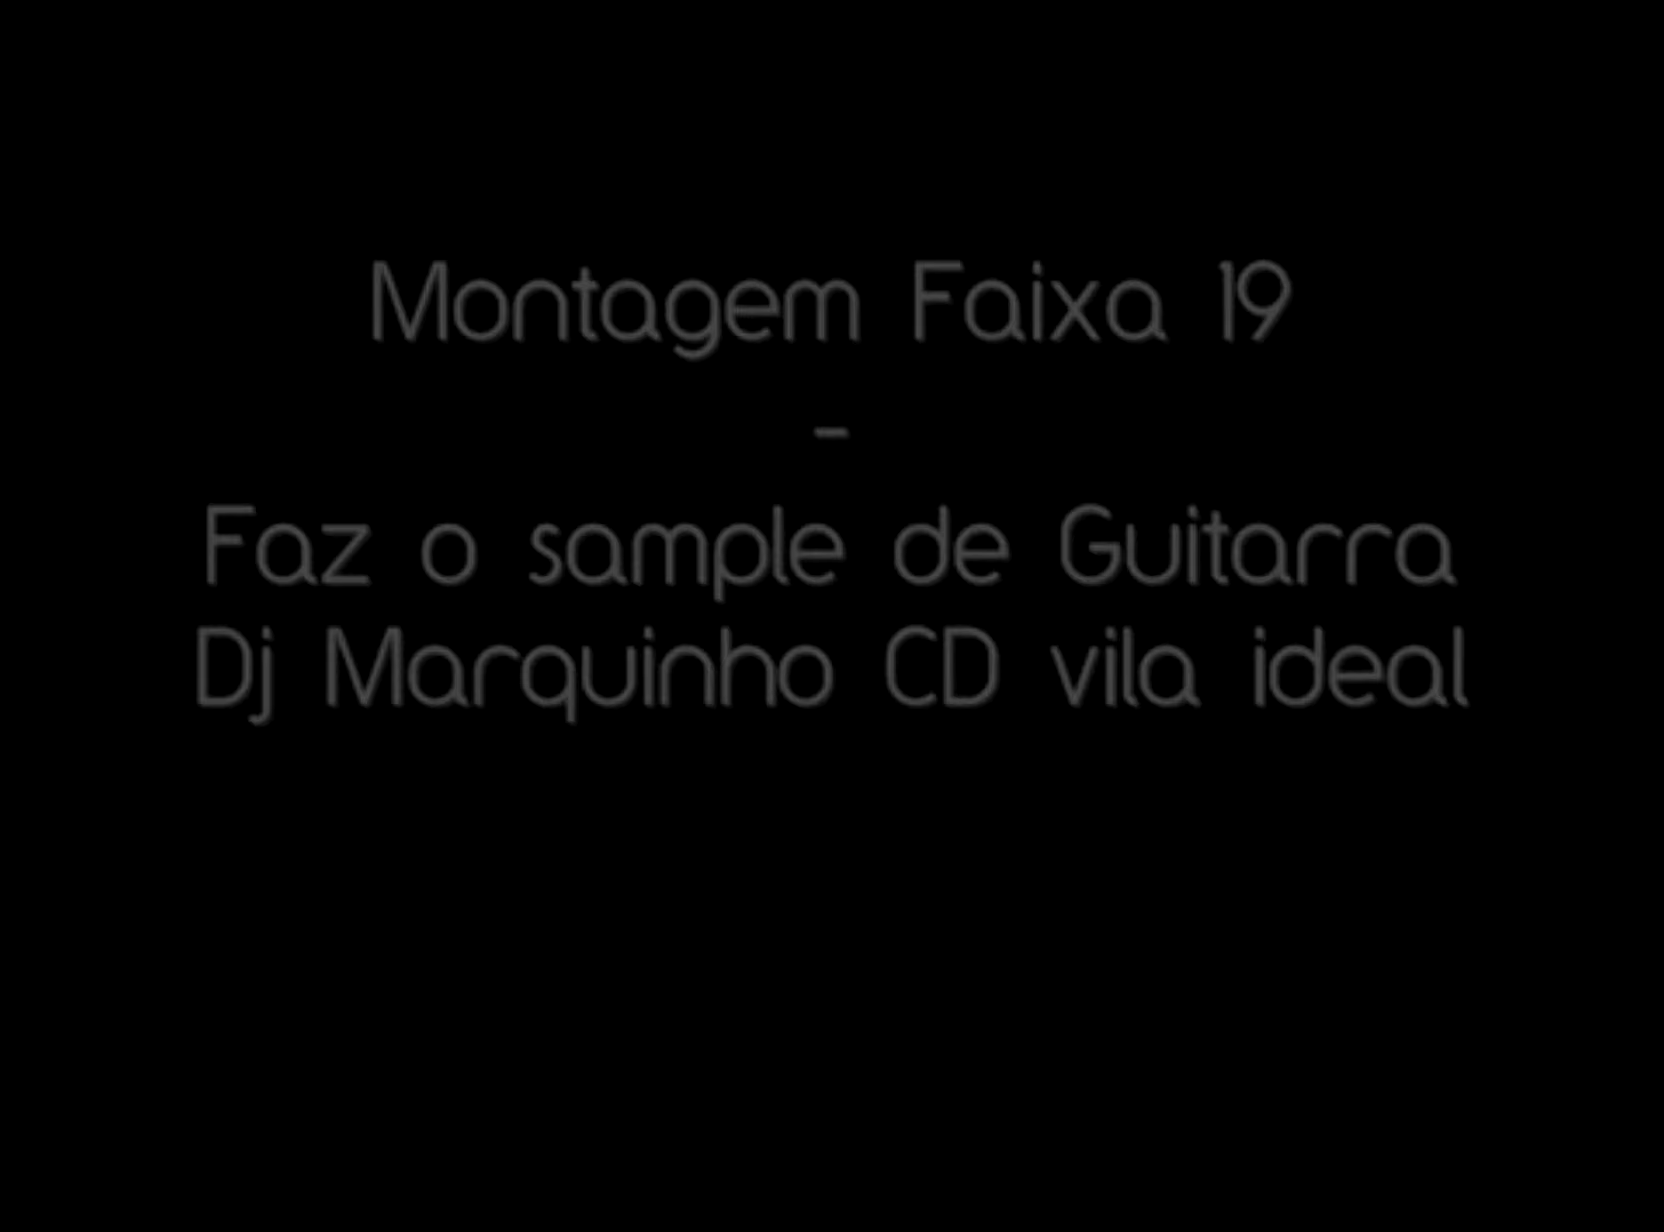 Montagem Faixa 19
-
Faz o sample de Guitarra
Dj Marquinho CD vila ideal